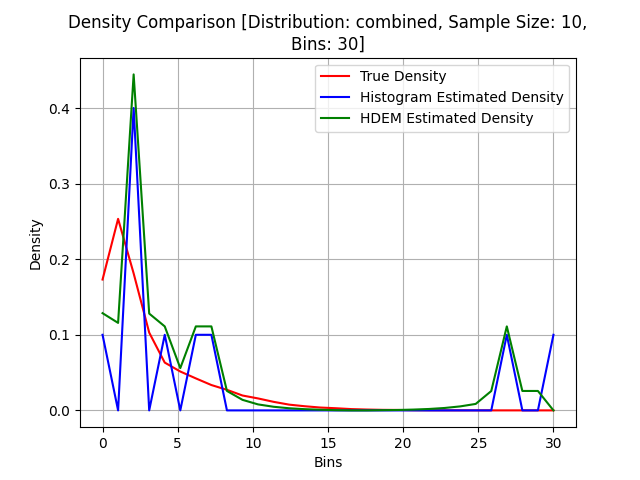 Density Comparison [Distribution: combined, Sample Size: 10,
Bins: 30]
True Density
Histogram Estimated Density
HDEM Estimated Density
Density
0.4
0.3
0.2
0.1
0.0
0 5 10 15 20 25 30
Bins